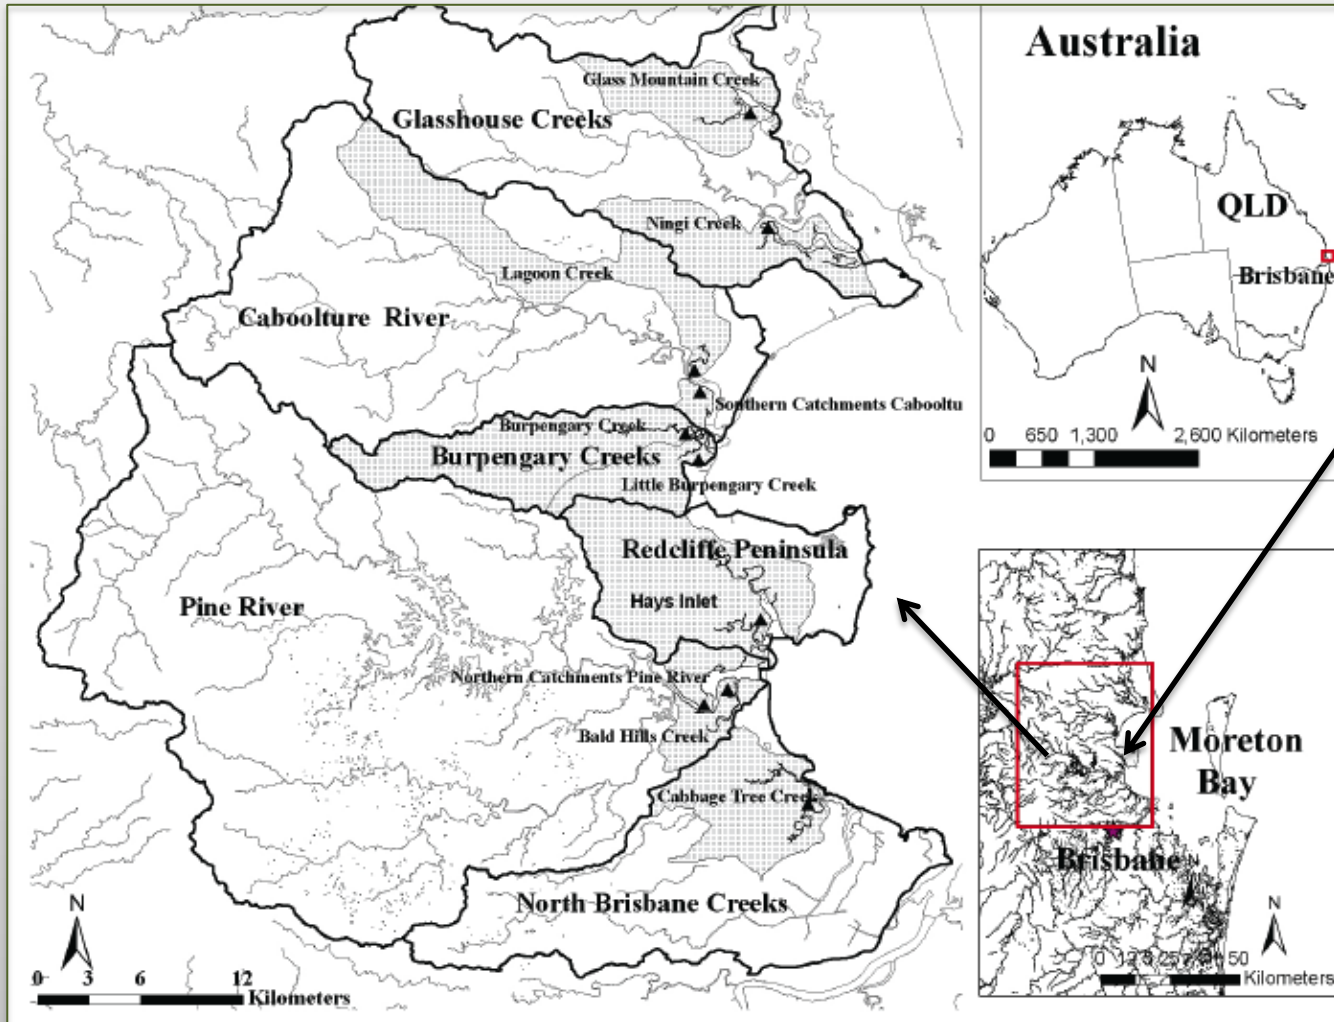 Glass Mountain Creek
Glasshouse Creeks
Ningi Creek
Lagoon Creek
Caboolture River
Southern Catchments Cabooltu
Burpengary Creek
Burpengary Creeks
Little Burpengary Creek
Redcliffe Peninsula
Hays Inlet
Pine River
Northern Catchments Pine River
Bald Hills Creek
Cabbage Tree Creek
North Brisbane Creeks
N
0 3 6 12
Kilometers
Australia
QLD
Brisbane
N
0 650 1,300 2,600 Kilometers
Moreton
Bay
Brisbane
N
N
0 50
Kilometers